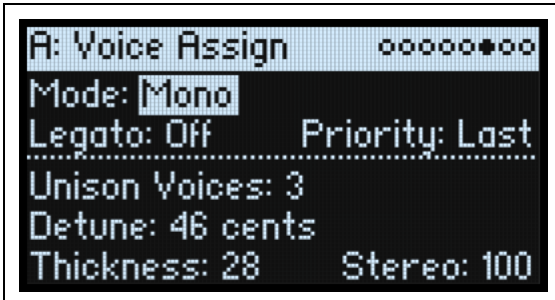 A: Voice Assign
Mode: Mono
Legato: Off Priority: Last
Unison Voices: 3
Detune: 46 cents
Thickness: 28 Stereo: 100